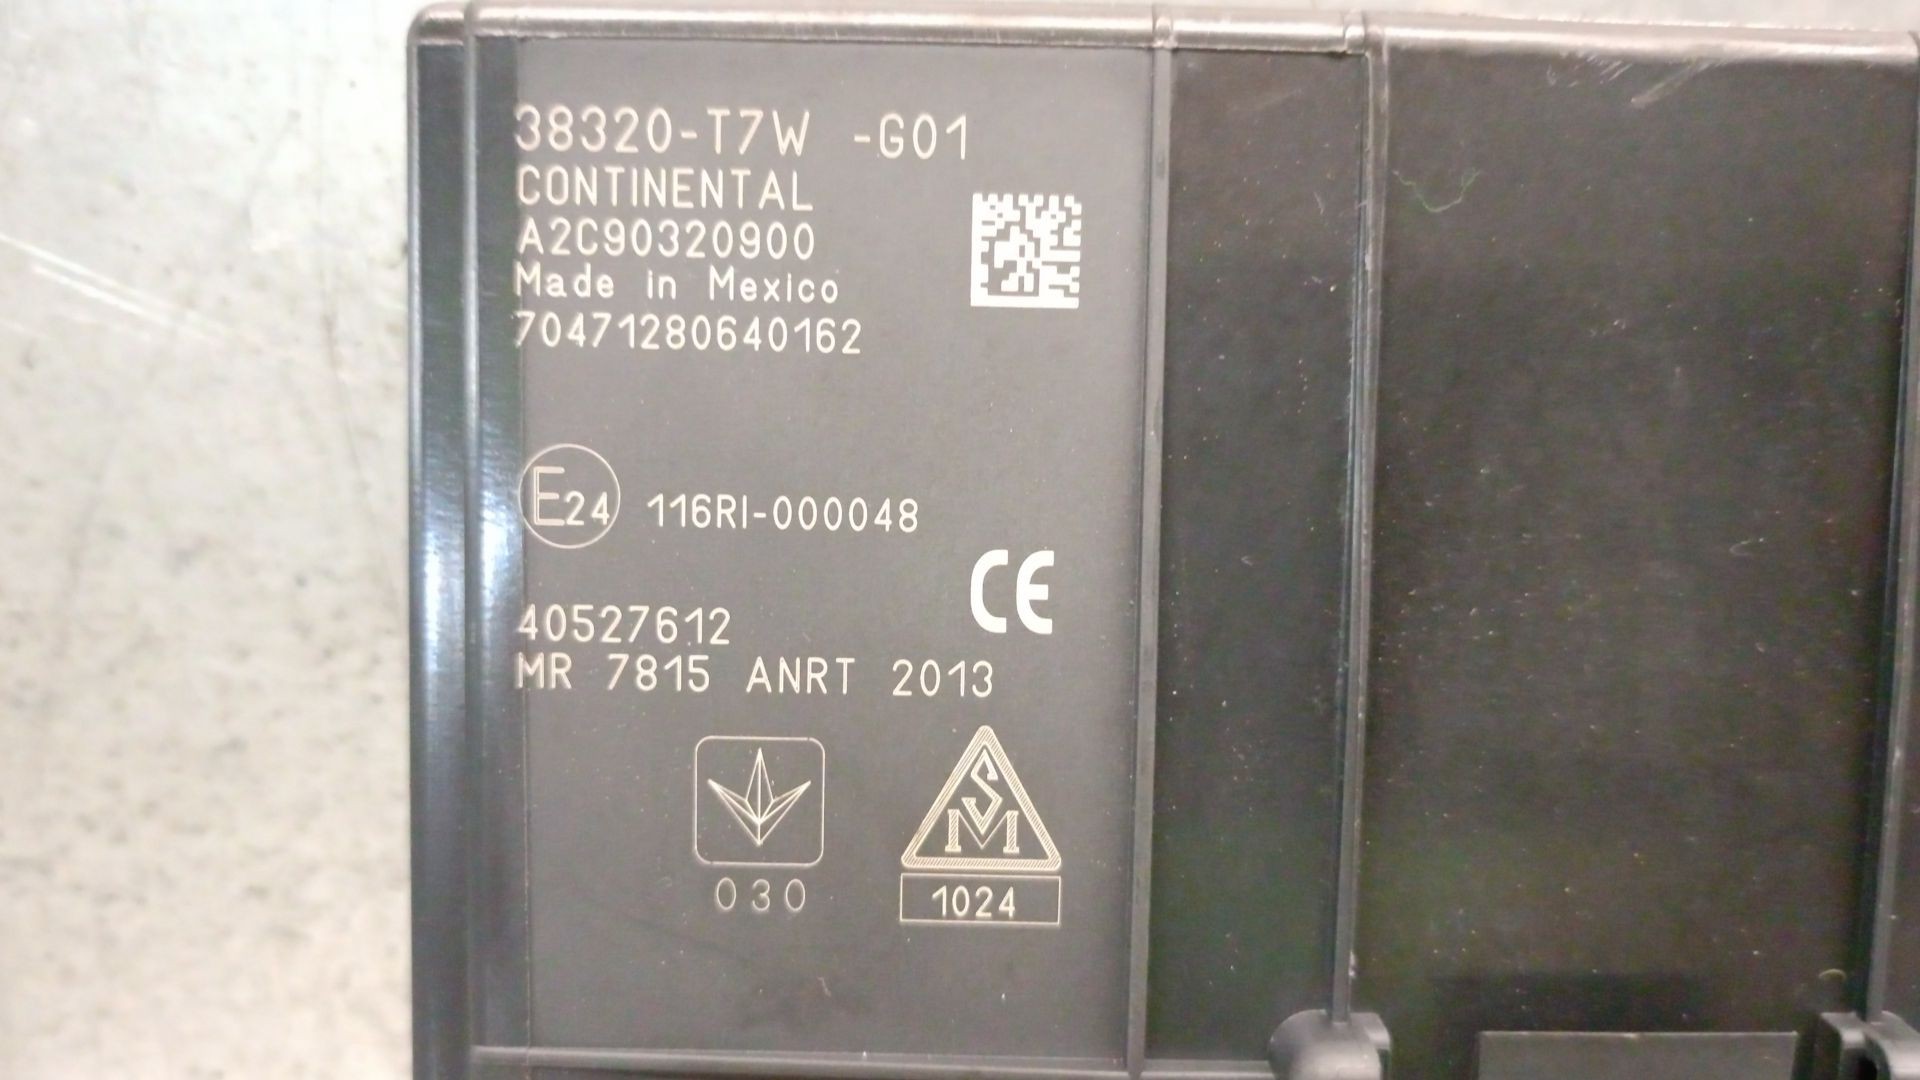 38320-T7W -G01
CONTINENTAL
A2C90320900
Made in Mexico
70471280640162
E24 116RI-000048
CE
40527612
MR 7815 ANRT 2013
SM
030
1024